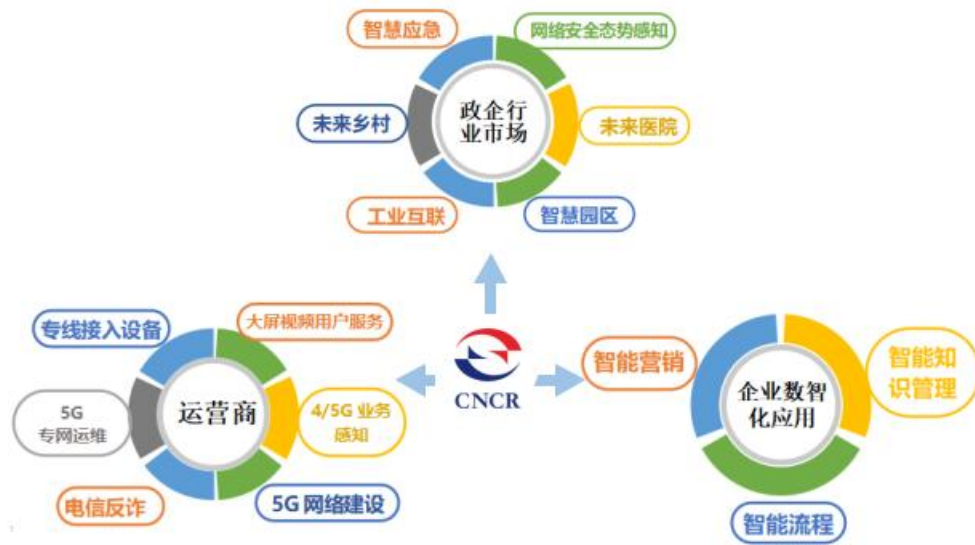 智慧应急
网络安全态势感知
未来乡村
政企行
业市场
未来医院
工业互联
智慧园区
专线接入设备
大屏视频用户服务
5G
专网运维
运营商
4/5G 业务
感知
电信反诈
5G 网络建设
CNCR
智能营销
企业数智
化应用
智能知
识管理
智能流程